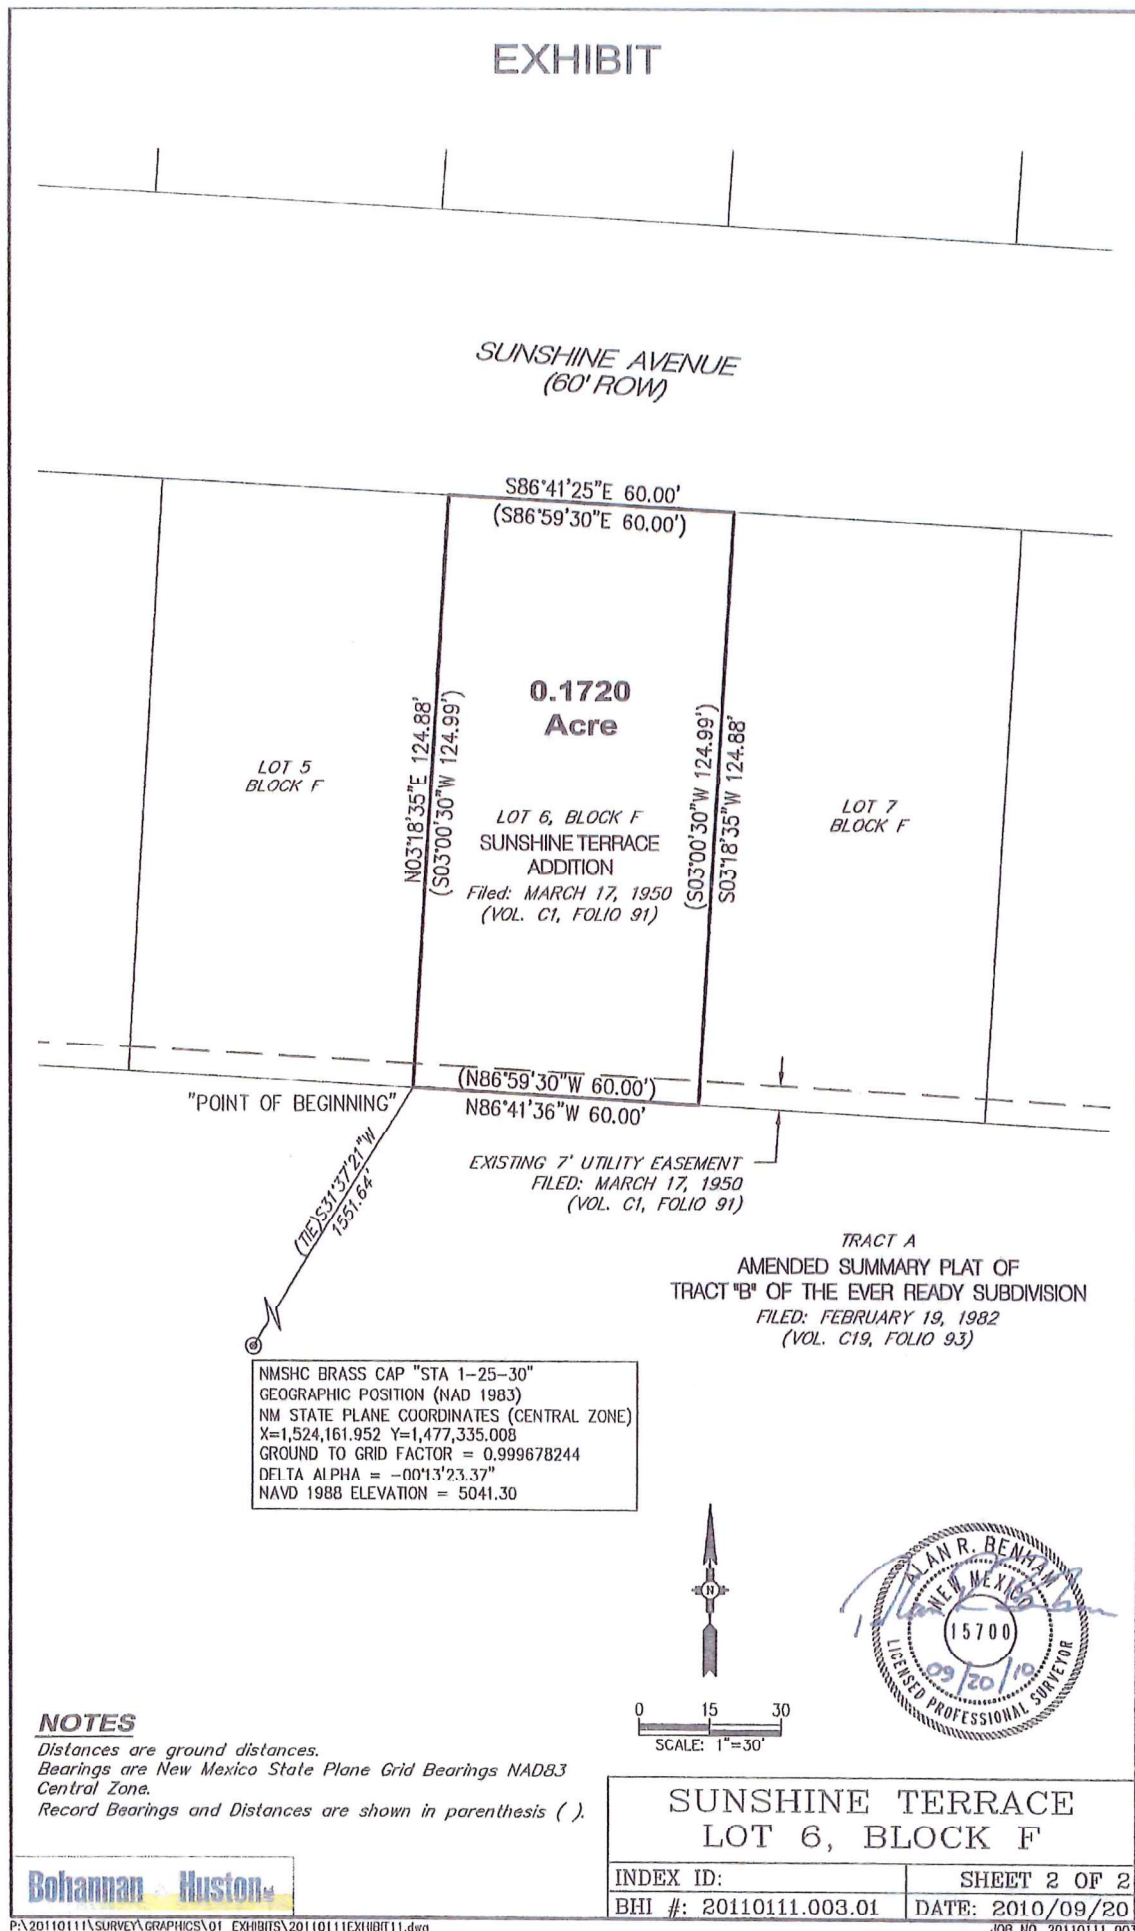 EXHIBIT
SUNSHINE AVENUE
(60' ROW)
S86°41'25"E 60.00'
(S86°59'30"E 60.00')
N03°18'35"E 124.88'
(S03°00'30"W 124.99')
0.1720
Acre
(S03°00'30"W 124.99')
S03°18'35"W 124.88'
LOT 5
BLOCK F
LOT 6, BLOCK F
SUNSHINE TERRACE
ADDITION
Filed: MARCH 17, 1950
(VOL. C1, FOLIO 91)
LOT 7
BLOCK F
(N86°59'30"W 60.00')
N86°41'36"W 60.00'
"POINT OF BEGINNING"
(TIE)S31°37'21"W
1551.64'
EXISTING 7' UTILITY EASEMENT
FILED: MARCH 17, 1950
(VOL. C1, FOLIO 91)
TRACT A
AMENDED SUMMARY PLAT OF
TRACT "B" OF THE EVER READY SUBDIVISION
FILED: FEBRUARY 19, 1982
(VOL. C19, FOLIO 93)
NMSHC BRASS CAP "STA 1-25-30"
GEOGRAPHIC POSITION (NAD 1983)
NM STATE PLANE COORDINATES (CENTRAL ZONE)
X=1,524,161.952 Y=1,477,335.008
GROUND TO GRID FACTOR = 0.999678244
DELTA ALPHA = -00°13'23.37"
NAVD 1988 ELEVATION = 5041.30
N
ALAN R. BENHAM
NEW MEXICO
15700
09/20/10
LICENSED PROFESSIONAL SURVEYOR
0 15 30
SCALE: 1"=30'
NOTES
Distances are ground distances.
Bearings are New Mexico State Plane Grid Bearings NAD83
Central Zone.
Record Bearings and Distances are shown in parenthesis ( ).
SUNSHINE TERRACE
LOT 6, BLOCK F
INDEX ID:
SHEET 2 OF 2
BHI #: 20110111.003.01
DATE: 2010/09/20
Bohannan Huston
P:\20110111\SURVEY\GRAPHICS\01_EXHIBITS\20110111EXHIBIT11.dwg
JOB NO. 20110111.003